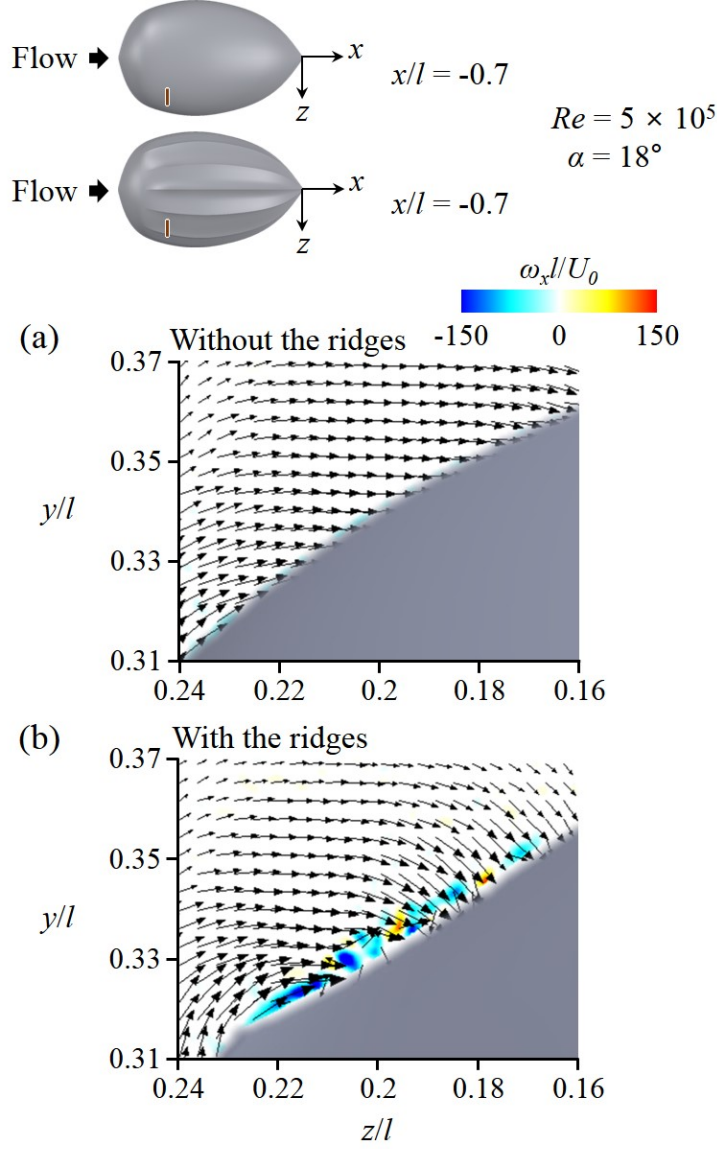 Flow x x/l = -0.7
z
Re = 5 × 10⁵
α = 18°
Flow x x/l = -0.7
z
ωₓl/U₀
-150 0 150
(a) Without the ridges
0.37
0.35
y/l
0.33
0.31
0.24 0.22 0.2 0.18 0.16
(b) With the ridges
0.37
0.35
y/l
0.33
0.31
0.24 0.22 0.2 0.18 0.16
z/l